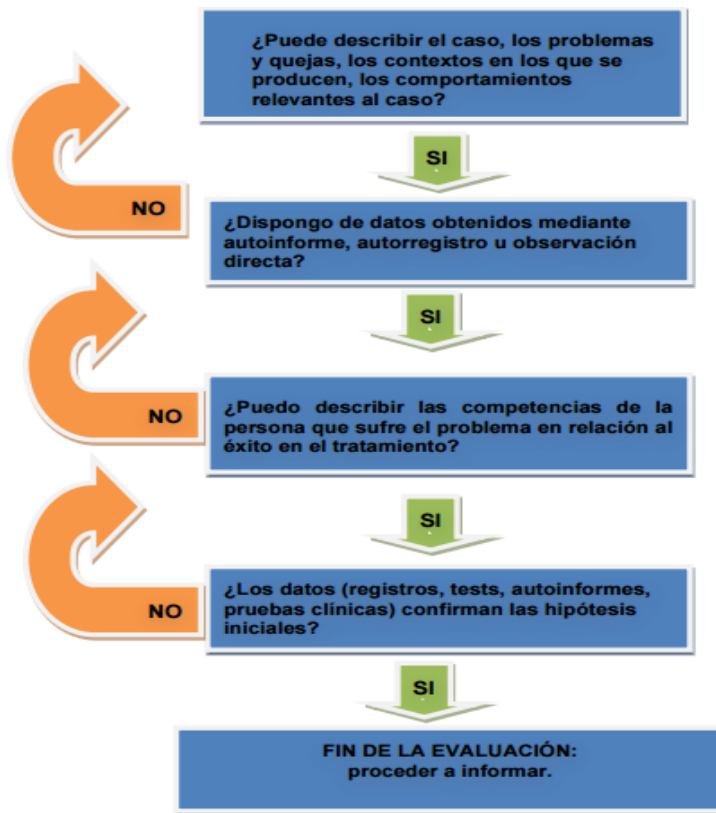 ¿Puede describir el caso, los problemas
y quejas, los contextos en los que se
producen, los comportamientos
relevantes al caso?
SI
NO
¿Dispongo de datos obtenidos mediante
autoinforme, autorregistro u observación
directa?
SI
NO
¿Puedo describir las competencias de la
persona que sufre el problema en relación al
éxito en el tratamiento?
SI
NO
¿Los datos (registros, tests, autoinformes,
pruebas clínicas) confirman las hipótesis
iniciales?
SI
FIN DE LA EVALUACIÓN:
proceder a informar.